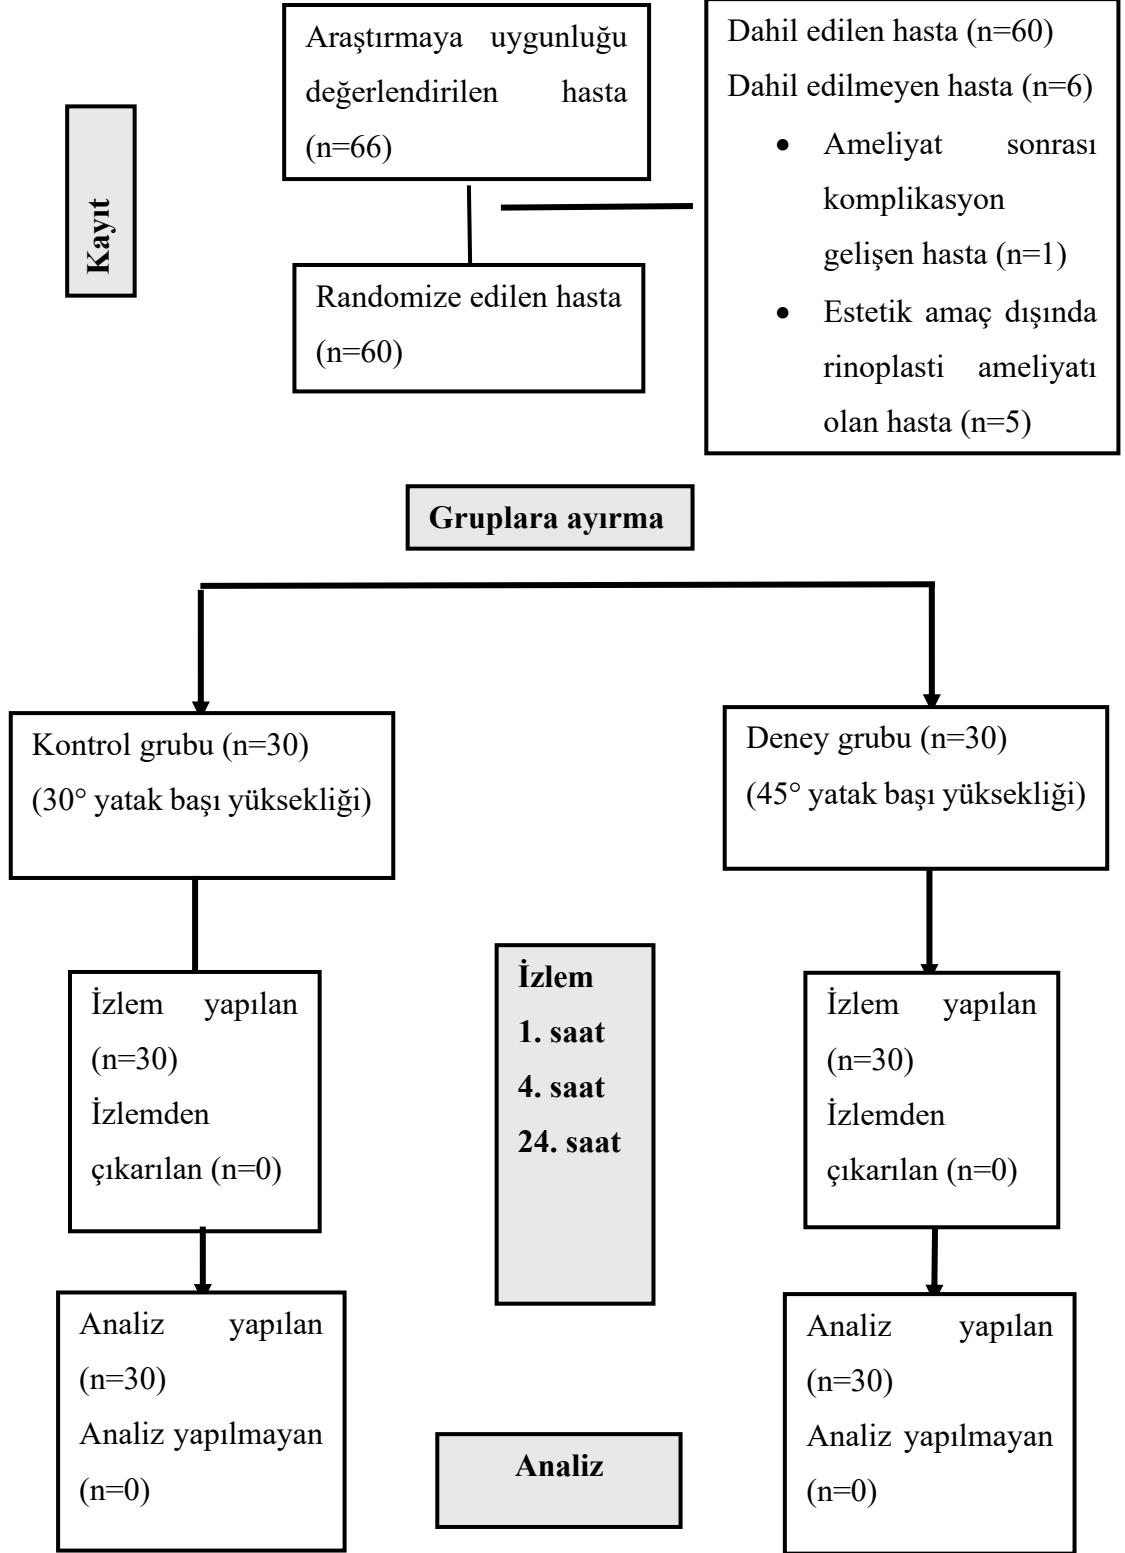 Araştırmaya uygunluğu
değerlendirilen hasta
(n=66)
Dahil edilen hasta (n=60)
Dahil edilmeyen hasta (n=6)
• Ameliyat sonrası
komplikasyon
gelişen hasta (n=1)
• Estetik amaç dışında
rinoplasti ameliyatı
olan hasta (n=5)
Kayıt
Randomize edilen hasta
(n=60)
Gruplara ayırma
Kontrol grubu (n=30)
(30° yatak başı yüksekliği)
Deney grubu (n=30)
(45° yatak başı yüksekliği)
İzlem yapılan
(n=30)
İzlemden
çıkarılan (n=0)
İzlem
1. saat
4. saat
24. saat
İzlem yapılan
(n=30)
İzlemden
çıkarılan (n=0)
Analiz yapılan
(n=30)
Analiz yapılmayan
(n=0)
Analiz
Analiz yapılan
(n=30)
Analiz yapılmayan
(n=0)